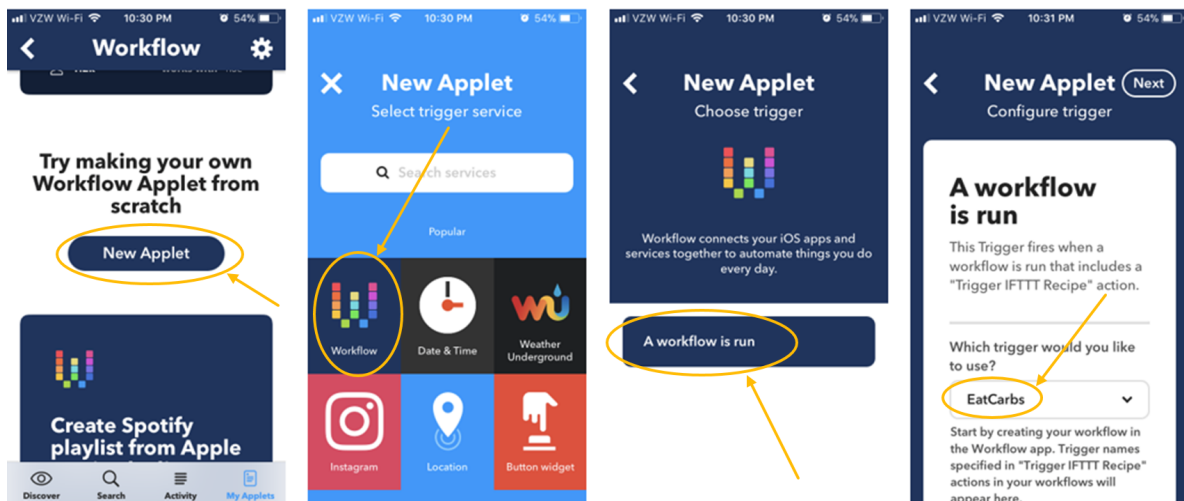 VZW Wi-Fi 10:30 PM 54%
Workflow
Try making your own
Workflow Applet from
scratch
New Applet
Create Spotify
playlist from Apple
Discover Search Activity My Applets
VZW Wi-Fi 10:30 PM 54%
New Applet
Select trigger service
Search services
Popular
Workflow Date & Time Weather
Underground
Instagram Location Button widget
VZW Wi-Fi 10:30 PM 54%
New Applet
Choose trigger
Workflow connects your iOS apps and
services together to automate things you do
every day.
A workflow is run
VZW Wi-Fi 10:31 PM 54%
New Applet Next
Configure trigger
A workflow
is run
This Trigger fires when a
workflow is run that includes a
"Trigger IFTTT Recipe" action.
Which trigger would you like
to use?
EatCarbs
Start by creating your workflow in
the Workflow app. Trigger names
specified in "Trigger IFTTT Recipe"
actions in your workflows will
appear here.